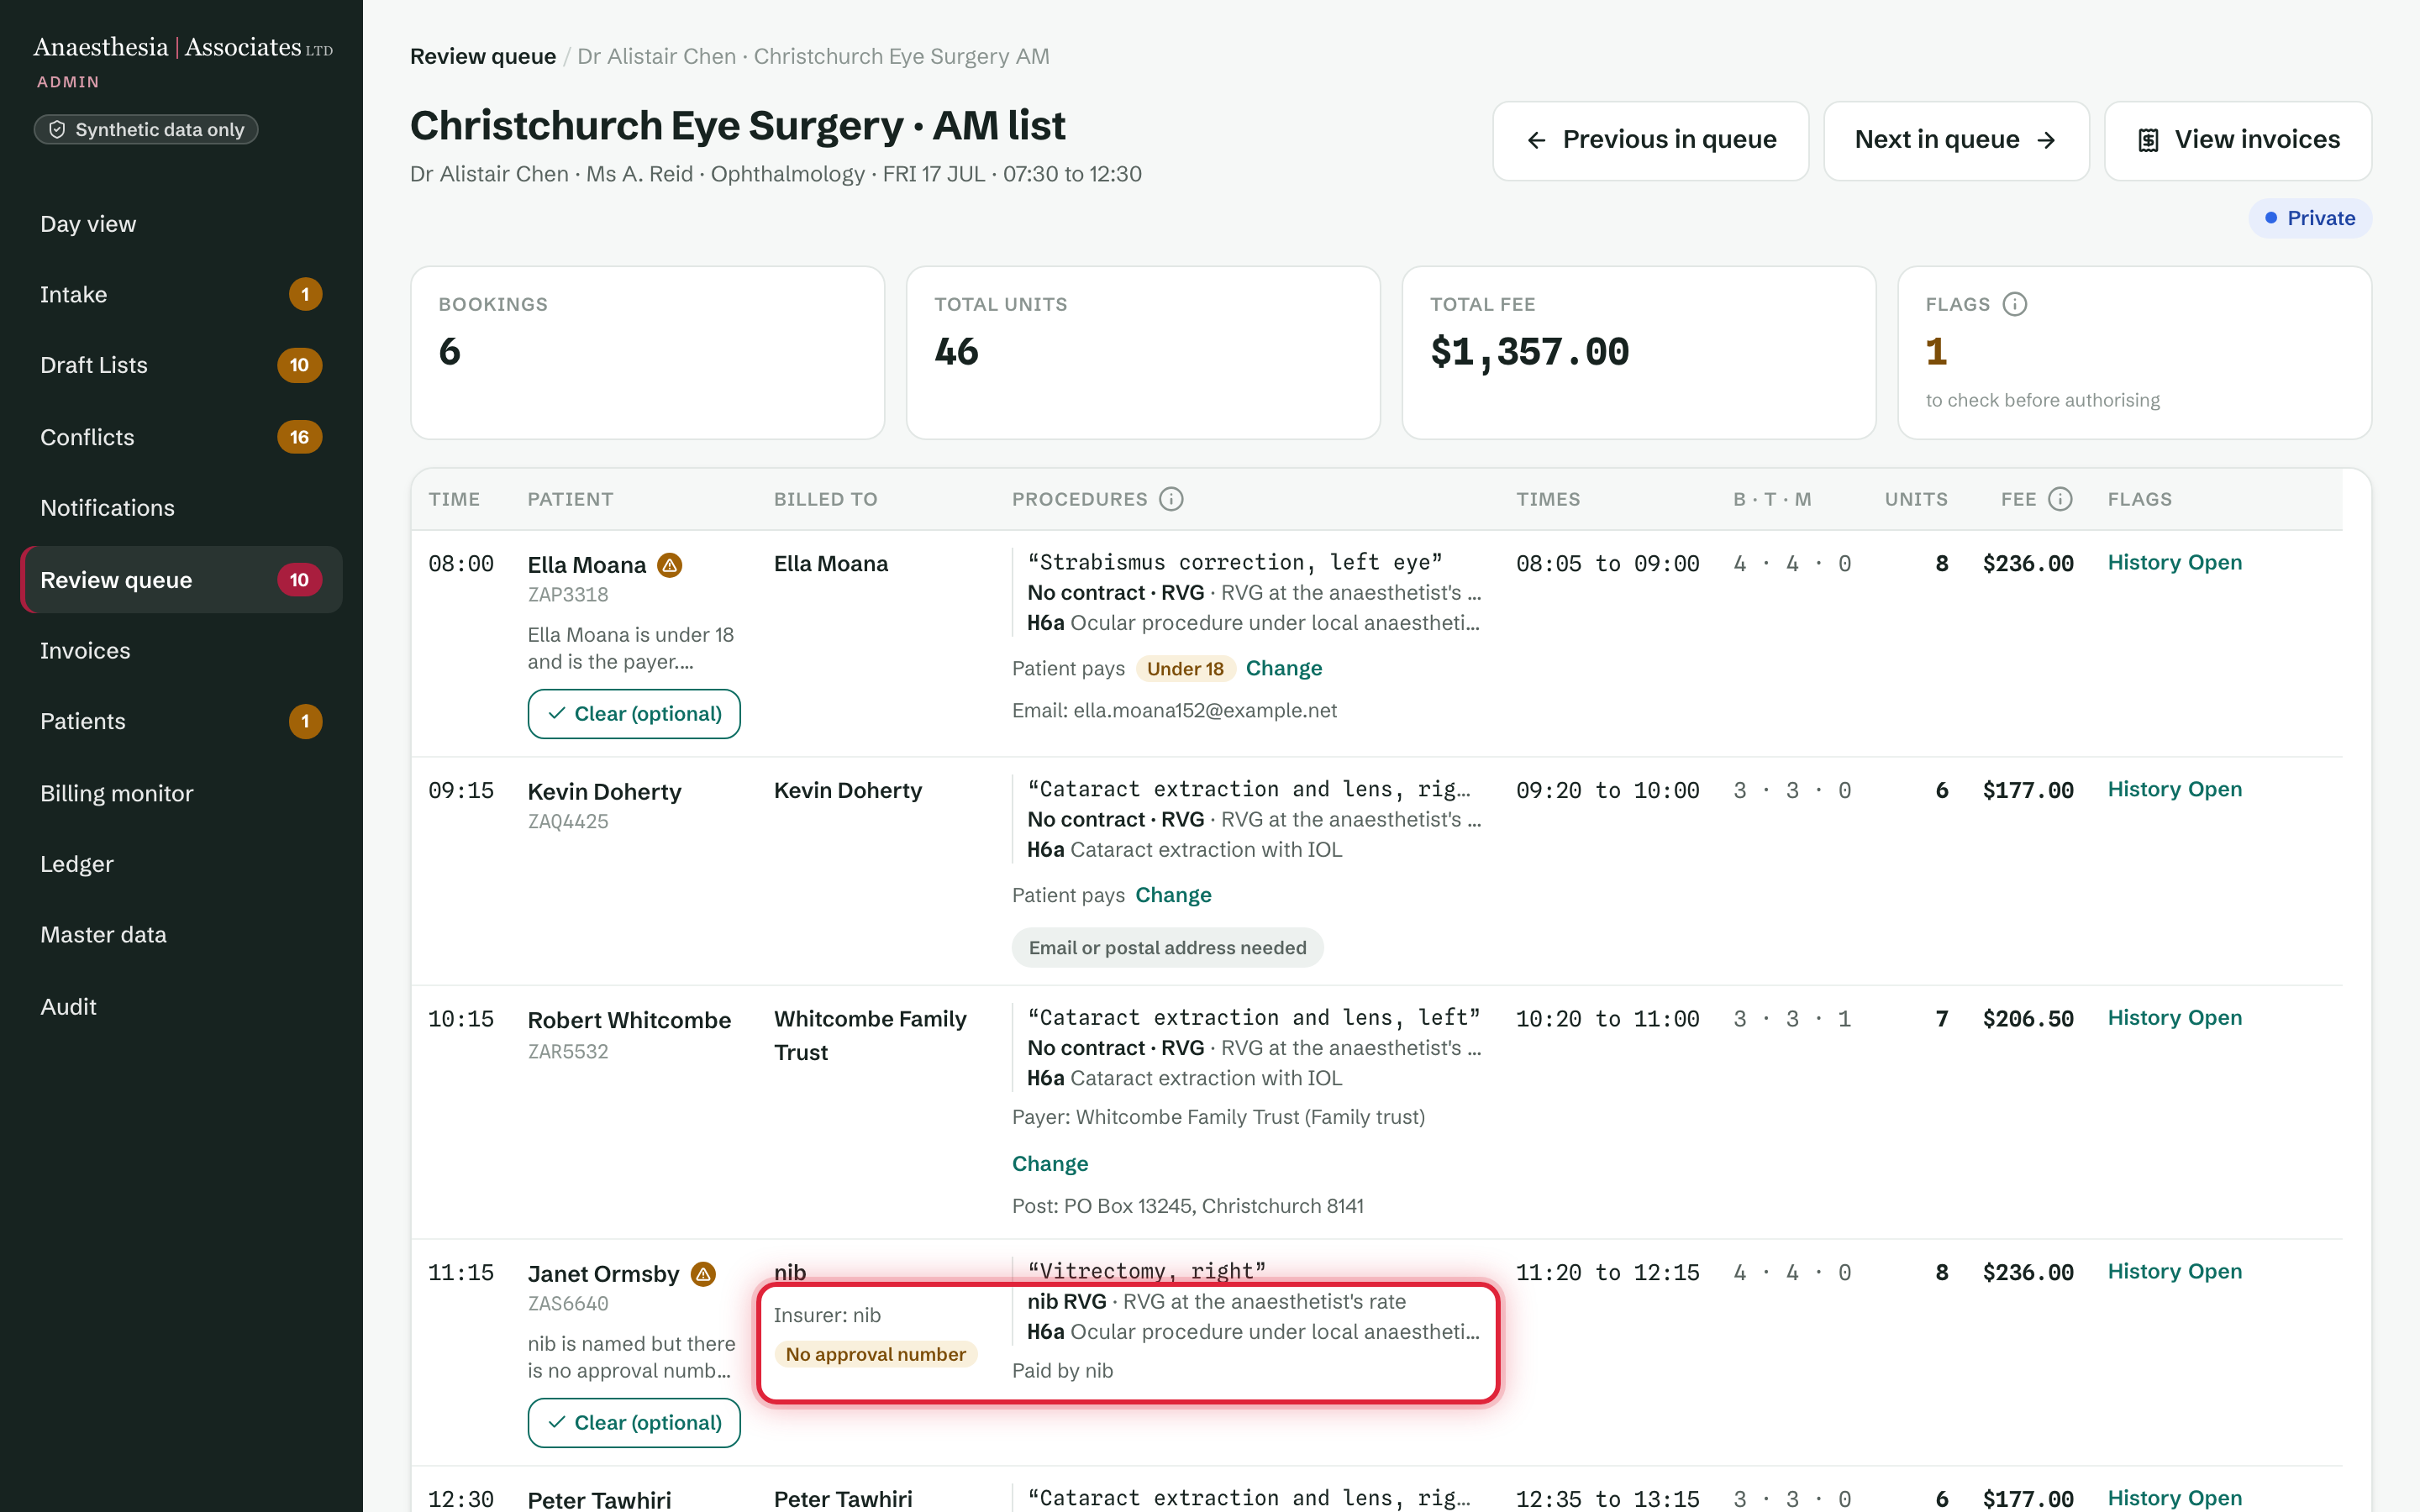 Anaesthesia | Associates LTD
ADMIN
Synthetic data only
Day view
Intake 1
Draft Lists 10
Conflicts 16
Notifications
Review queue 10
Invoices
Patients 1
Billing monitor
Ledger
Master data
Audit
Review queue / Dr Alistair Chen · Christchurch Eye Surgery AM
Christchurch Eye Surgery · AM list
Dr Alistair Chen · Ms A. Reid · Ophthalmology · FRI 17 JUL · 07:30 to 12:30
← Previous in queue
Next in queue →
View invoices
Private
BOOKINGS
6
TOTAL UNITS
46
TOTAL FEE
$1,357.00
FLAGS
1
to check before authorising
TIME PATIENT BILLED TO PROCEDURES TIMES B · T · M UNITS FEE FLAGS
08:00
Ella Moana
ZAP3318
Ella Moana is under 18
and is the payer....
Clear (optional)
Ella Moana
“Strabismus correction, left eye”
No contract · RVG · RVG at the anaesthetist's ...
H6a Ocular procedure under local anaestheti...
Patient pays Under 18 Change
Email: ella.moana152@example.net
08:05 to 09:00 4 · 4 · 0 8 $236.00 History Open
09:15
Kevin Doherty
ZAQ4425
Kevin Doherty
“Cataract extraction and lens, rig...
No contract · RVG · RVG at the anaesthetist's ...
H6a Cataract extraction with IOL
Patient pays Change
Email or postal address needed
09:20 to 10:00 3 · 3 · 0 6 $177.00 History Open
10:15
Robert Whitcombe
ZAR5532
Whitcombe Family
Trust
“Cataract extraction and lens, left”
No contract · RVG · RVG at the anaesthetist's ...
H6a Cataract extraction with IOL
Payer: Whitcombe Family Trust (Family trust)
Change
Post: PO Box 13245, Christchurch 8141
10:20 to 11:00 3 · 3 · 1 7 $206.50 History Open
11:15
Janet Ormsby
ZAS6640
nib is named but there
is no approval numb...
Clear (optional)
nib
Insurer: nib
No approval number
“Vitrectomy, right”
nib RVG · RVG at the anaesthetist's rate
H6a Ocular procedure under local anaestheti...
Paid by nib
11:20 to 12:15 4 · 4 · 0 8 $236.00 History Open
12:30
Peter Tawhiri
Peter Tawhiri
“Cataract extraction and lens, rig...
12:35 to 13:15 3 · 3 · 0 6 $177.00 History Open